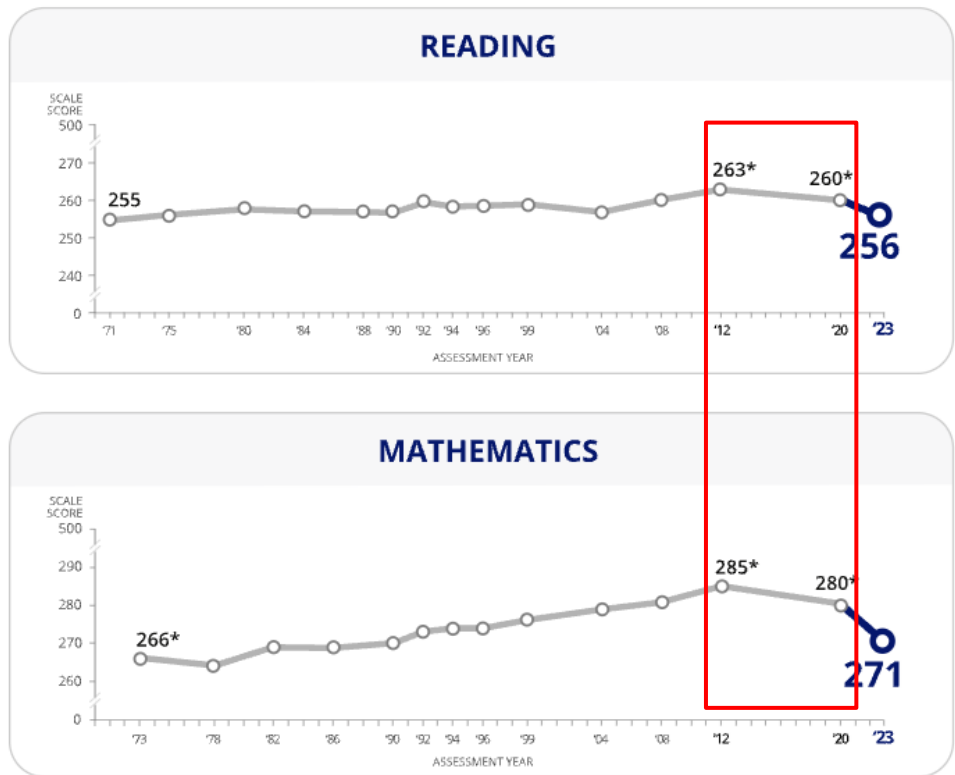 READING
SCALE
SCORE
500
270
260
250
240
0
255
263*
260*
256
'71 '75 '80 '84 '88 '90 '92 '94 '96 '99 '04 '08 '12 '20 '23
ASSESSMENT YEAR
MATHEMATICS
SCALE
SCORE
500
290
280
270
260
0
266*
285*
280*
271
'73 '78 '82 '86 '90 '92 '94 '96 '99 '04 '08 '12 '20 '23
ASSESSMENT YEAR